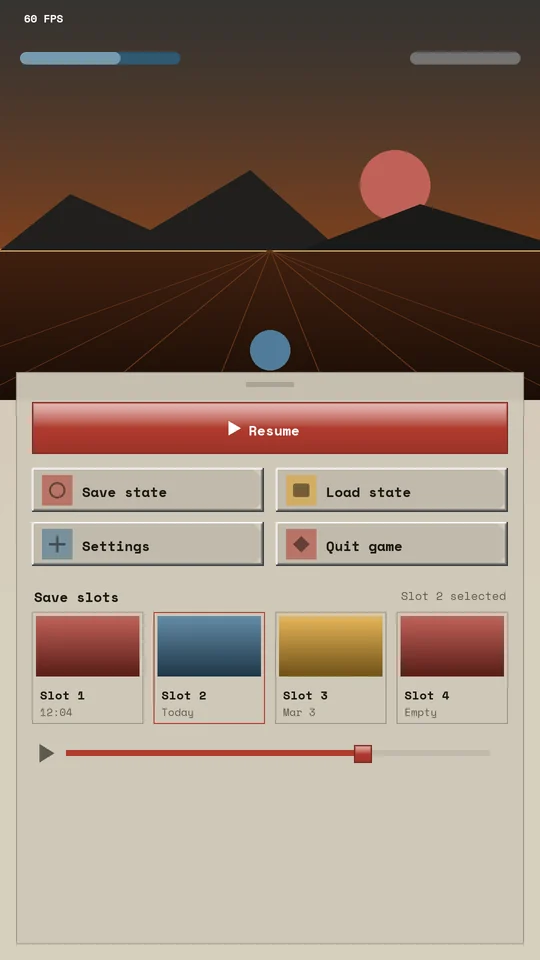 60 FPS
Resume
Save state
Load state
Settings
Quit game
Save slots
Slot 2 selected
Slot 1
12:04
Slot 2
Today
Slot 3
Mar 3
Slot 4
Empty